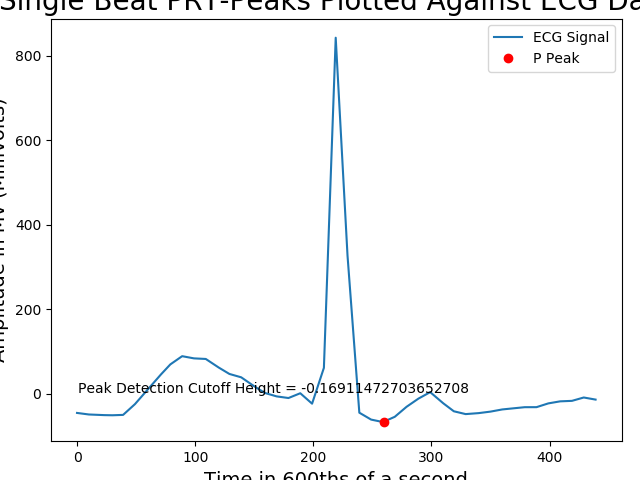 Single Beat PRT-Peaks Plotted Against ECG Da
ECG Signal
P Peak
800
600
400
200
0
Amplitude in MV (MilliVolts)
Peak Detection Cutoff Height = -0.16911472703652708
0 100 200 300 400
Time in 600ths of a second